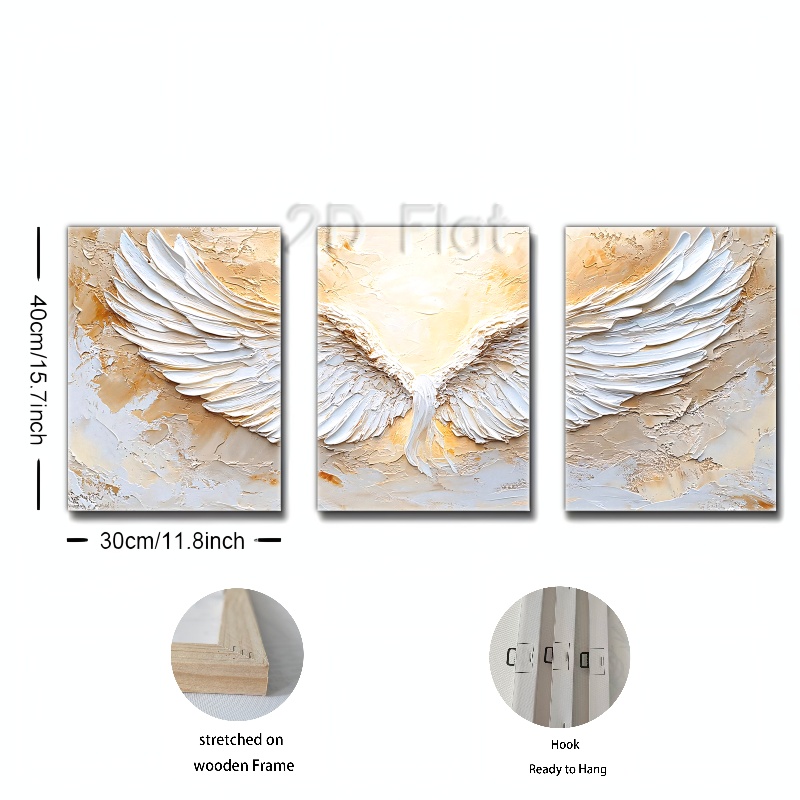 2D Flat
40cm/15.7inch
30cm/11.8inch
stretched on
wooden Frame
Hook
Ready to Hang